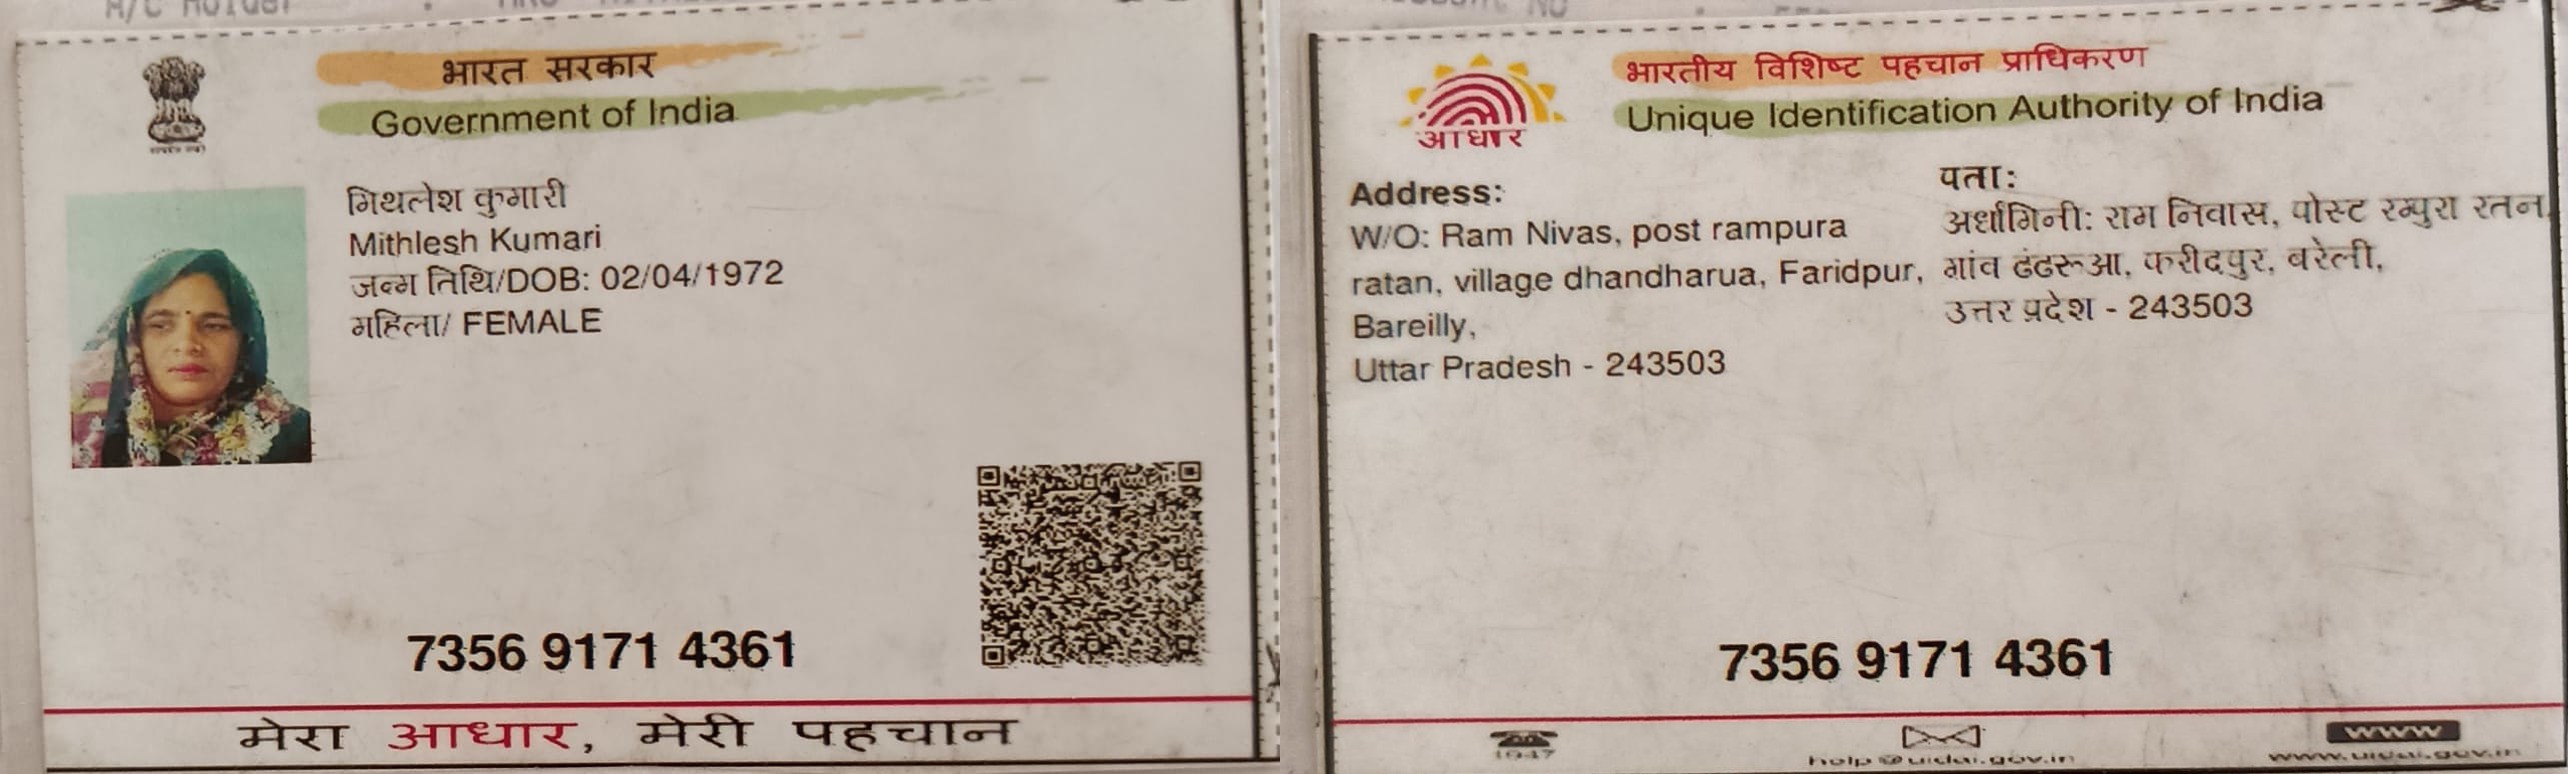 A/C Holder :
भारत सरकार
Government of India
मिथलेश कुमारी
Mithlesh Kumari
जन्म तिथि/DOB: 02/04/1972
महिला/ FEMALE
7356 9171 4361
मेरा आधार, मेरी पहचान
भारतीय विशिष्ट पहचान प्राधिकरण
Unique Identification Authority of India
आधार
Address:
W/O: Ram Nivas, post rampura
ratan, village dhandharua, Faridpur,
Bareilly,
Uttar Pradesh - 243503
पता:
अर्धांगिनी: राम निवास, पोस्ट रम्पुरा रतन,
गांव ढंढरूआ, फरीदपुर, बरेली,
उत्तर प्रदेश - 243503
7356 9171 4361
1947
help@uidai.gov.in
www
www.uidai.gov.in